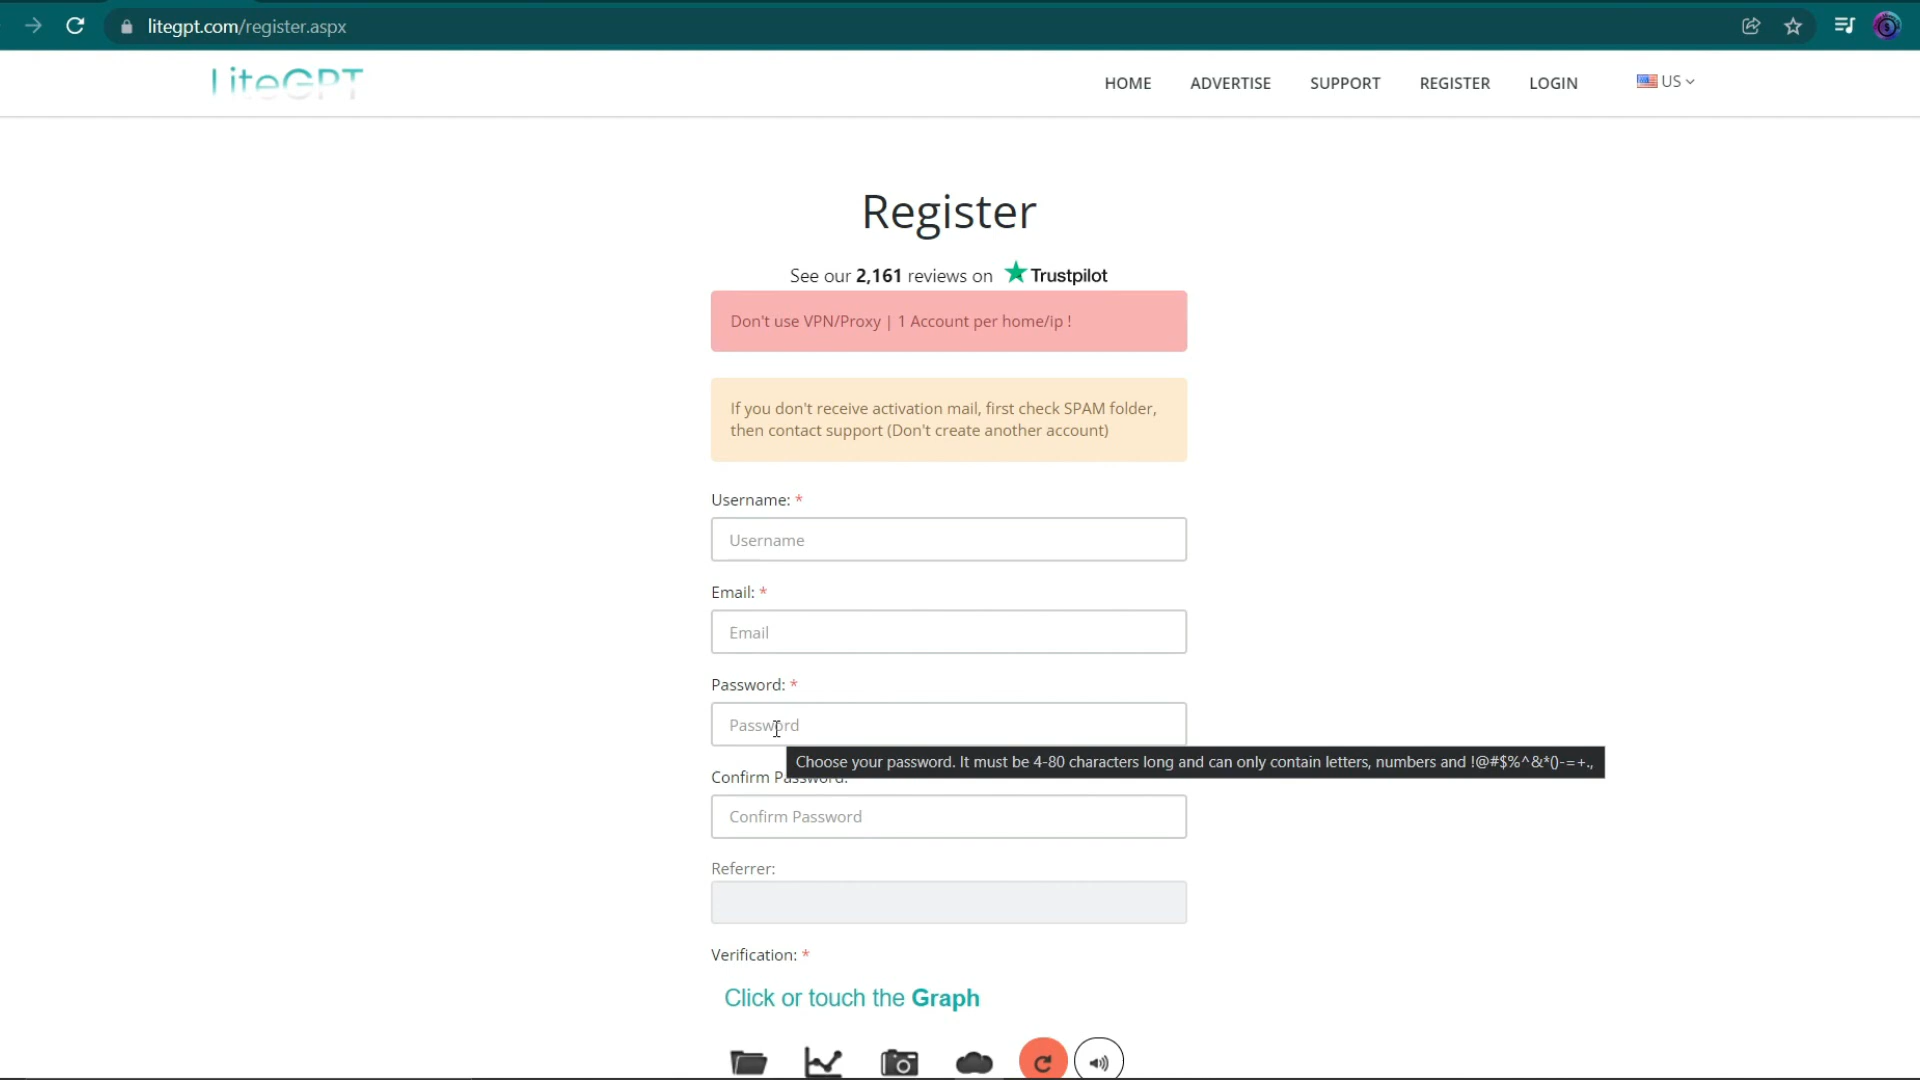 litegpt.com/register.aspx
LiteGPT
HOME ADVERTISE SUPPORT REGISTER LOGIN US
Register
See our 2,161 reviews on Trustpilot
Don't use VPN/Proxy | 1 Account per home/ip !
If you don't receive activation mail, first check SPAM folder,
then contact support (Don't create another account)
Username: *
Username
Email: *
Email
Password: *
Password
Choose your password. It must be 4-80 characters long and can only contain letters, numbers and !@#$%^&*()-=+.,
Confirm Password:
Confirm Password
Referrer:
Verification: *
Click or touch the Graph